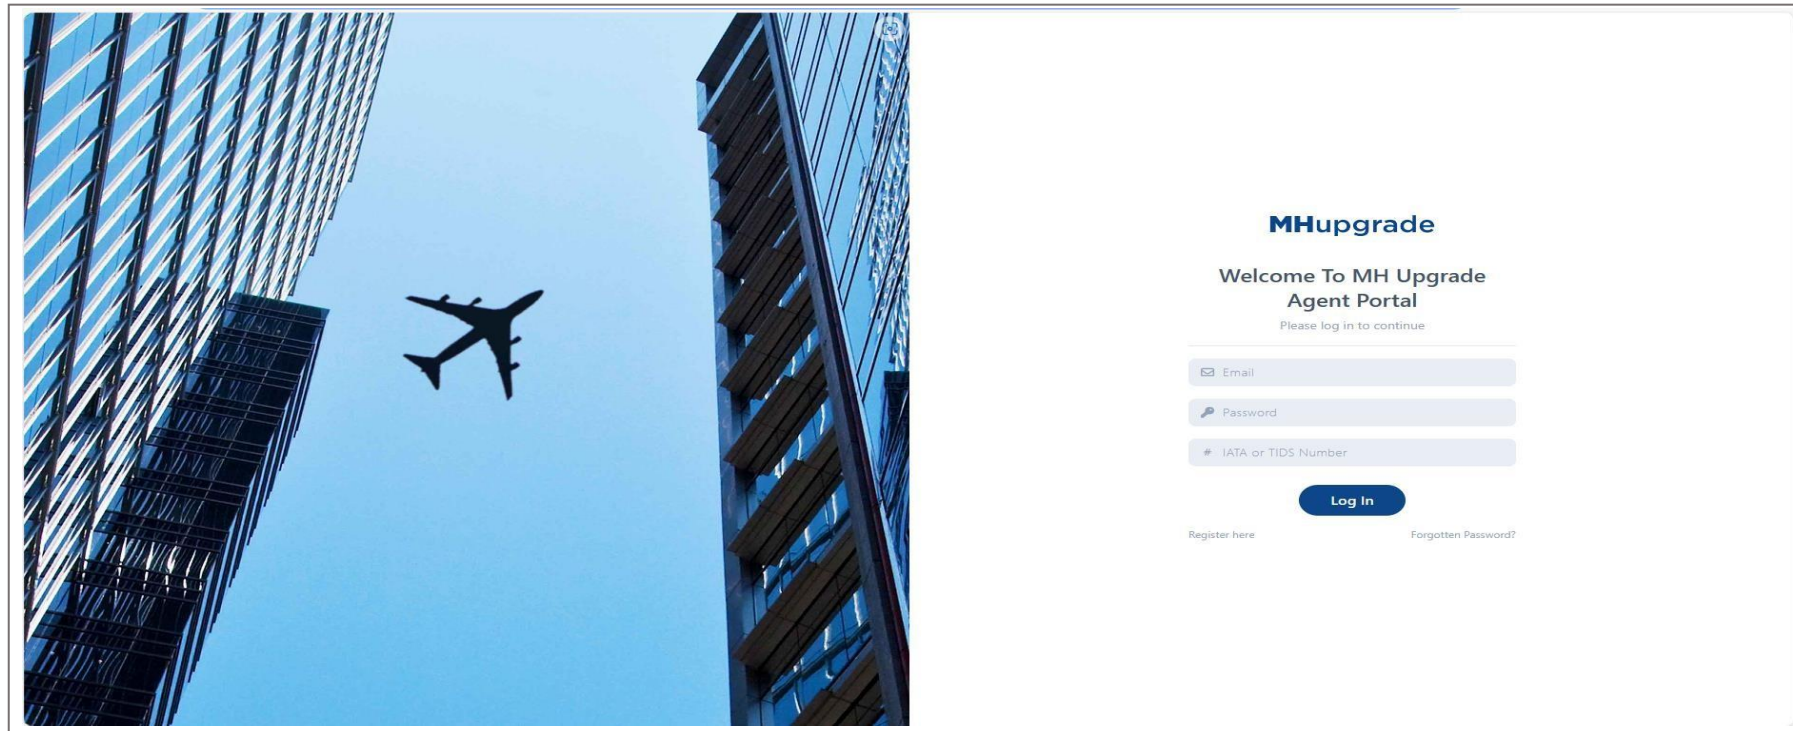 MHupgrade
Welcome To MH Upgrade
Agent Portal
Please log in to continue
Email
Password
# IATA or TIDS Number
Log In
Register here
Forgotten Password?